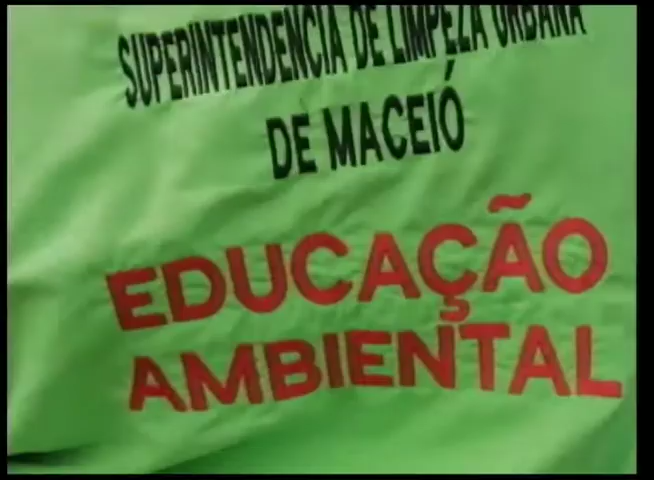 SUPERINTENDENCIA DE LIMPEZA URBANA
DE MACEIÓ
EDUCAÇÃO
AMBIENTAL